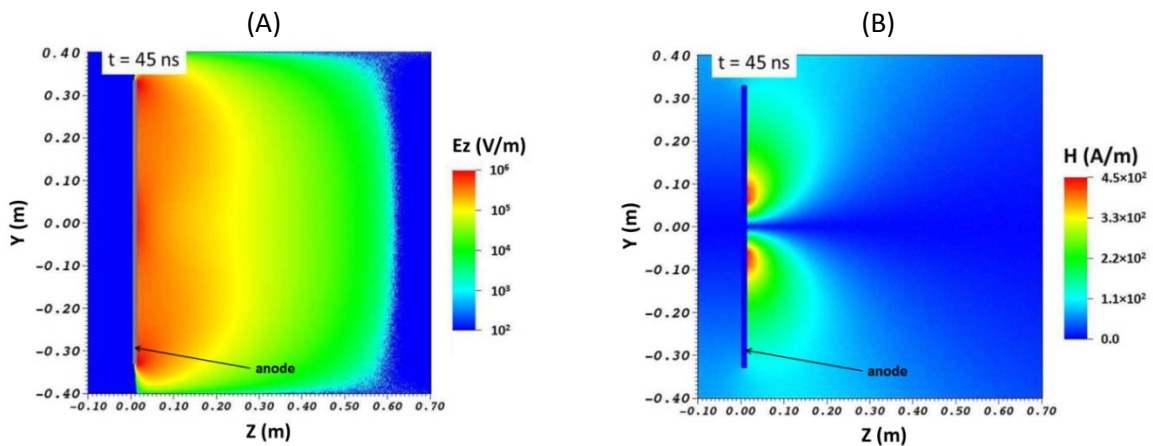 (A)
t = 45 ns
0.40
0.30
0.20
0.10
0.00
-0.10
-0.20
-0.30
-0.40
Y (m)
-0.10 0.00 0.10 0.20 0.30 0.40 0.50 0.60 0.70
Z (m)
anode
Ez (V/m)
10⁶
10⁵
10⁴
10³
10²
(B)
t = 45 ns
0.40
0.30
0.20
0.10
0.00
-0.10
-0.20
-0.30
-0.40
Y (m)
-0.10 0.00 0.10 0.20 0.30 0.40 0.50 0.60 0.70
Z (m)
anode
H (A/m)
4.5×10²
3.3×10²
2.2×10²
1.1×10²
0.0